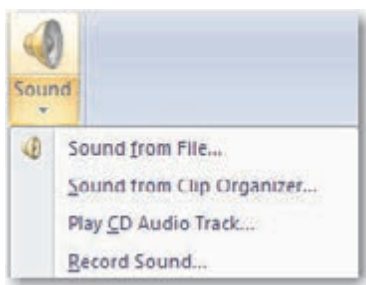 Sound
Sound from File...
Sound from Clip Organizer...
Play CD Audio Track...
Record Sound...